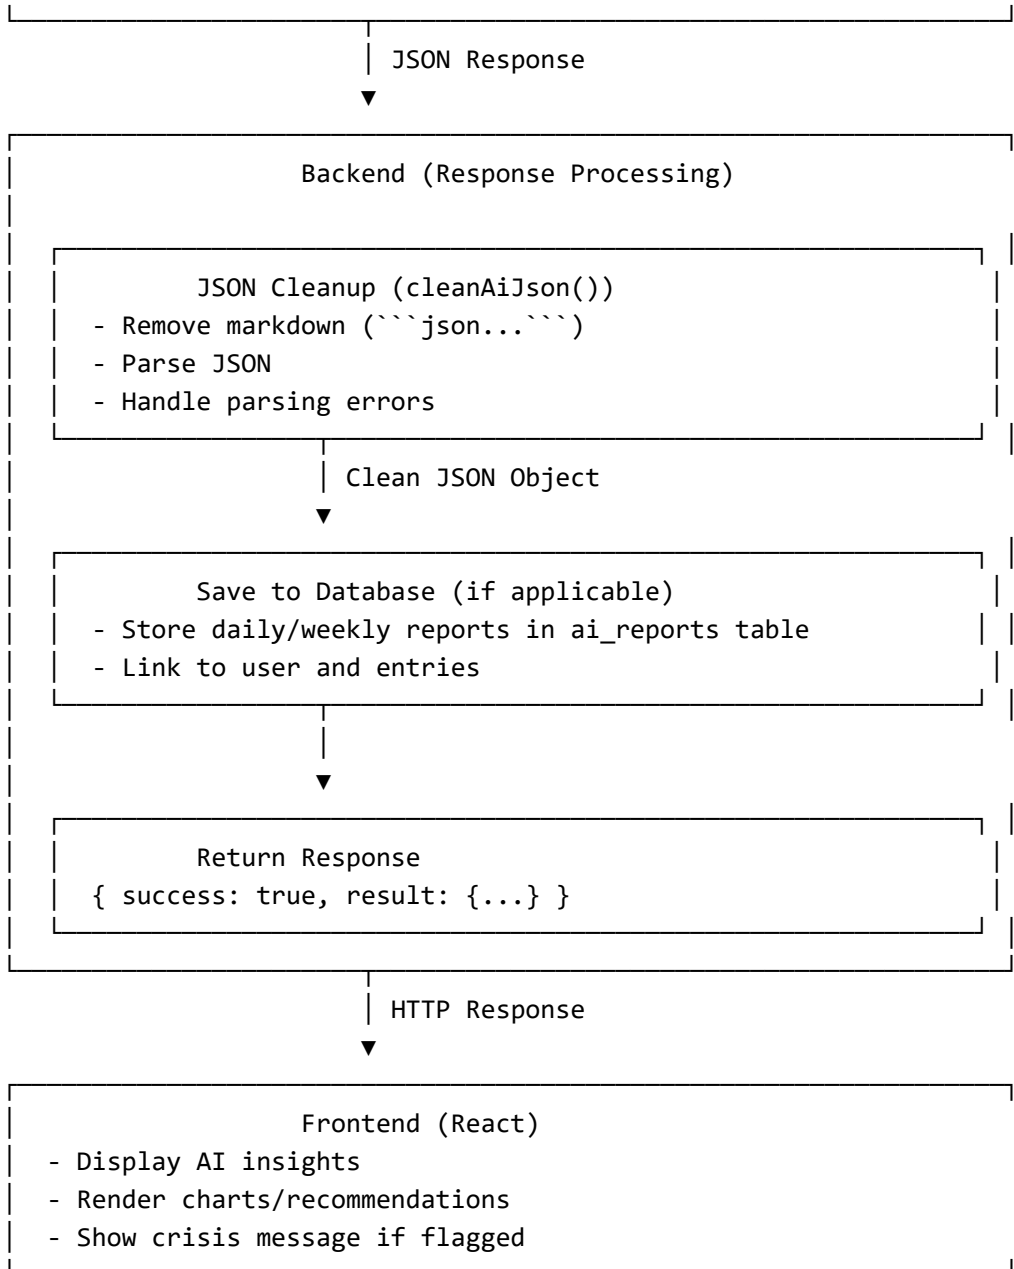 JSON Response
Backend (Response Processing)
JSON Cleanup (cleanAiJson())
- Remove markdown (```json...```)
- Parse JSON
- Handle parsing errors
Clean JSON Object
Save to Database (if applicable)
- Store daily/weekly reports in ai_reports table
- Link to user and entries
Return Response
{ success: true, result: {...} }
HTTP Response
Frontend (React)
- Display AI insights
- Render charts/recommendations
- Show crisis message if flagged